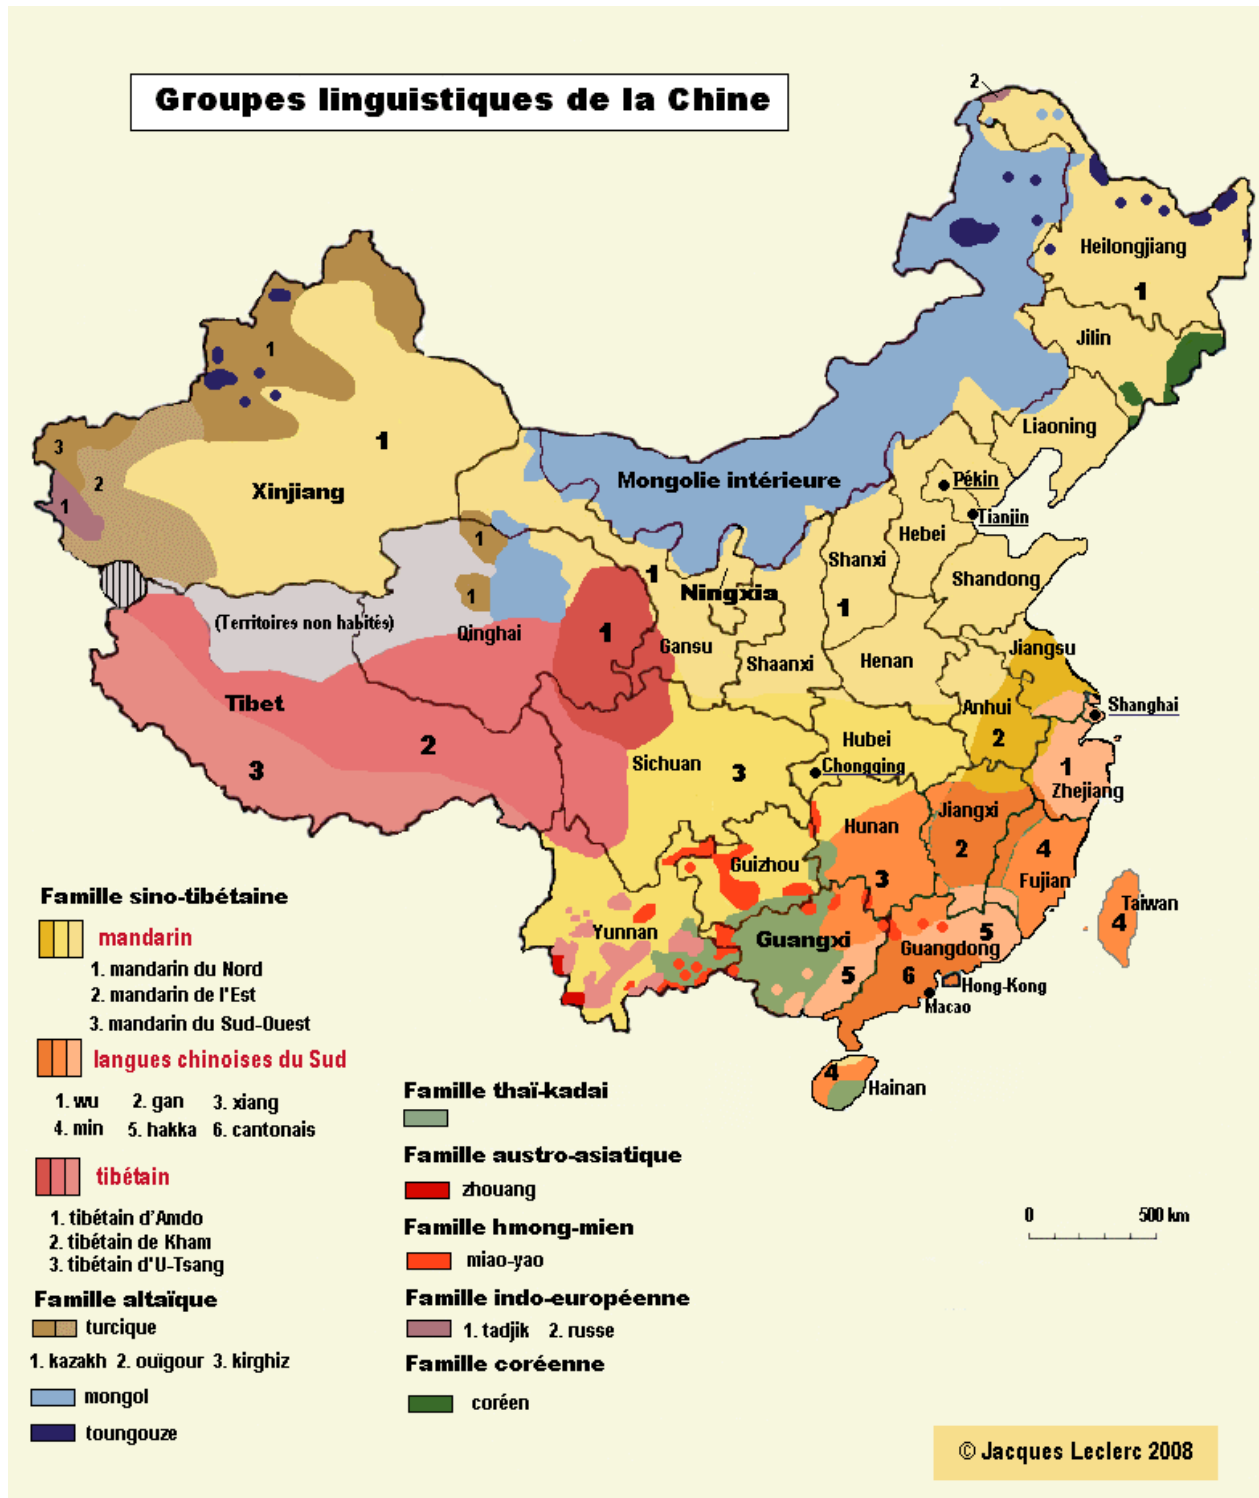 Groupes linguistiques de la Chine
2
Heilongjiang
1
Jilin
Liaoning
1
3
2
1
1
Xinjiang
Mongolie intérieure
Pékin
Tianjin
Hebei
Shanxi
1
Shandong
1
1
Ningxia
1
(Territoires non habités)
Qinghai
1
Gansu
Shaanxi
Henan
Jiangsu
Tibet
2
3
Sichuan
3
Hubei
Chongqing
Anhui
2
Shanghai
1
Zhejiang
Hunan
3
Jiangxi
2
4
Fujian
Guizhou
Taiwan
4
Yunnan
Guangxi
5
Guangdong
5
6
Hong-Kong
Macao
4
Hainan
Famille sino-tibétaine
mandarin
1. mandarin du Nord
2. mandarin de l'Est
3. mandarin du Sud-Ouest
langues chinoises du Sud
1. wu 2. gan 3. xiang
4. min 5. hakka 6. cantonais
tibétain
1. tibétain d'Amdo
2. tibétain de Kham
3. tibétain d'U-Tsang
Famille altaïque
turcique
1. kazakh 2. ouïgour 3. kirghiz
mongol
toungouze
Famille thaï-kadai
Famille austro-asiatique
zhouang
Famille hmong-mien
miao-yao
Famille indo-européenne
1. tadjik 2. russe
Famille coréenne
coréen
0 500 km
© Jacques Leclerc 2008